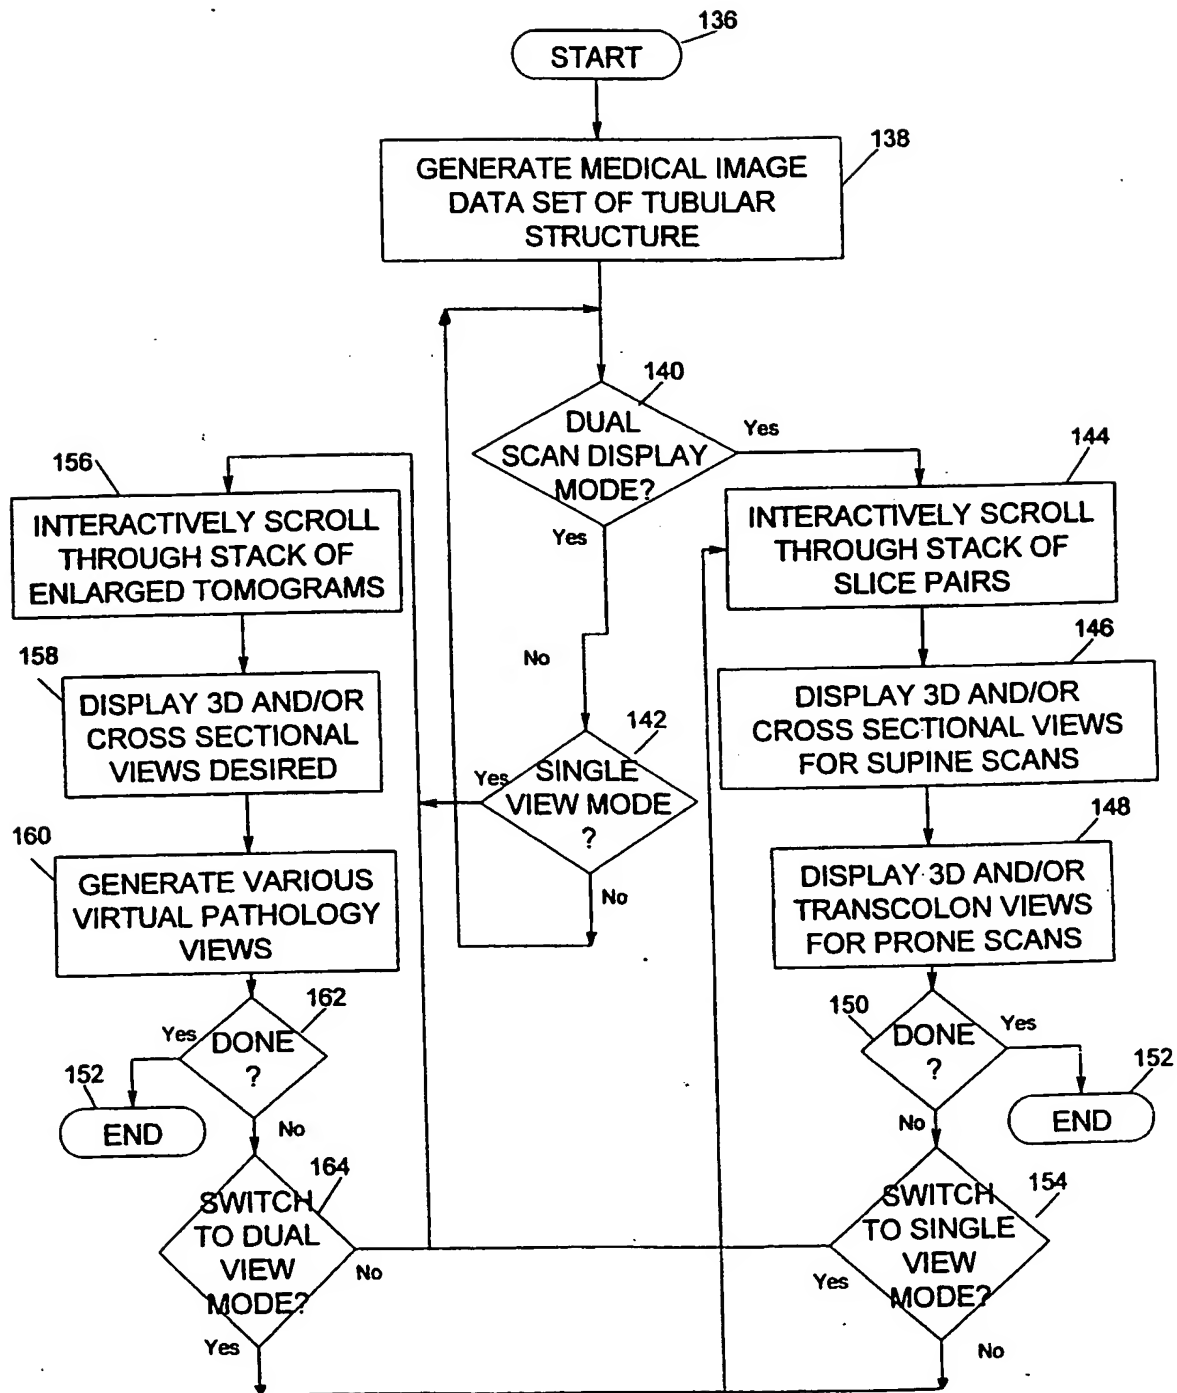 136
START
138
GENERATE MEDICAL IMAGE
DATA SET OF TUBULAR
STRUCTURE
140
DUAL
SCAN DISPLAY
MODE?
Yes
Yes
144
INTERACTIVELY SCROLL
THROUGH STACK OF
SLICE PAIRS
156
INTERACTIVELY SCROLL
THROUGH STACK OF
ENLARGED TOMOGRAMS
No
142
SINGLE
VIEW MODE
?
Yes
No
146
DISPLAY 3D AND/OR
CROSS SECTIONAL VIEWS
FOR SUPINE SCANS
158
DISPLAY 3D AND/OR
CROSS SECTIONAL
VIEWS DESIRED
148
DISPLAY 3D AND/OR
TRANSCOLON VIEWS
FOR PRONE SCANS
160
GENERATE VARIOUS
VIRTUAL PATHOLOGY
VIEWS
162
DONE
?
Yes
No
152
END
150
DONE
?
Yes
No
152
END
164
SWITCH
TO DUAL
VIEW
MODE?
No
Yes
154
SWITCH
TO SINGLE
VIEW
MODE?
Yes
No